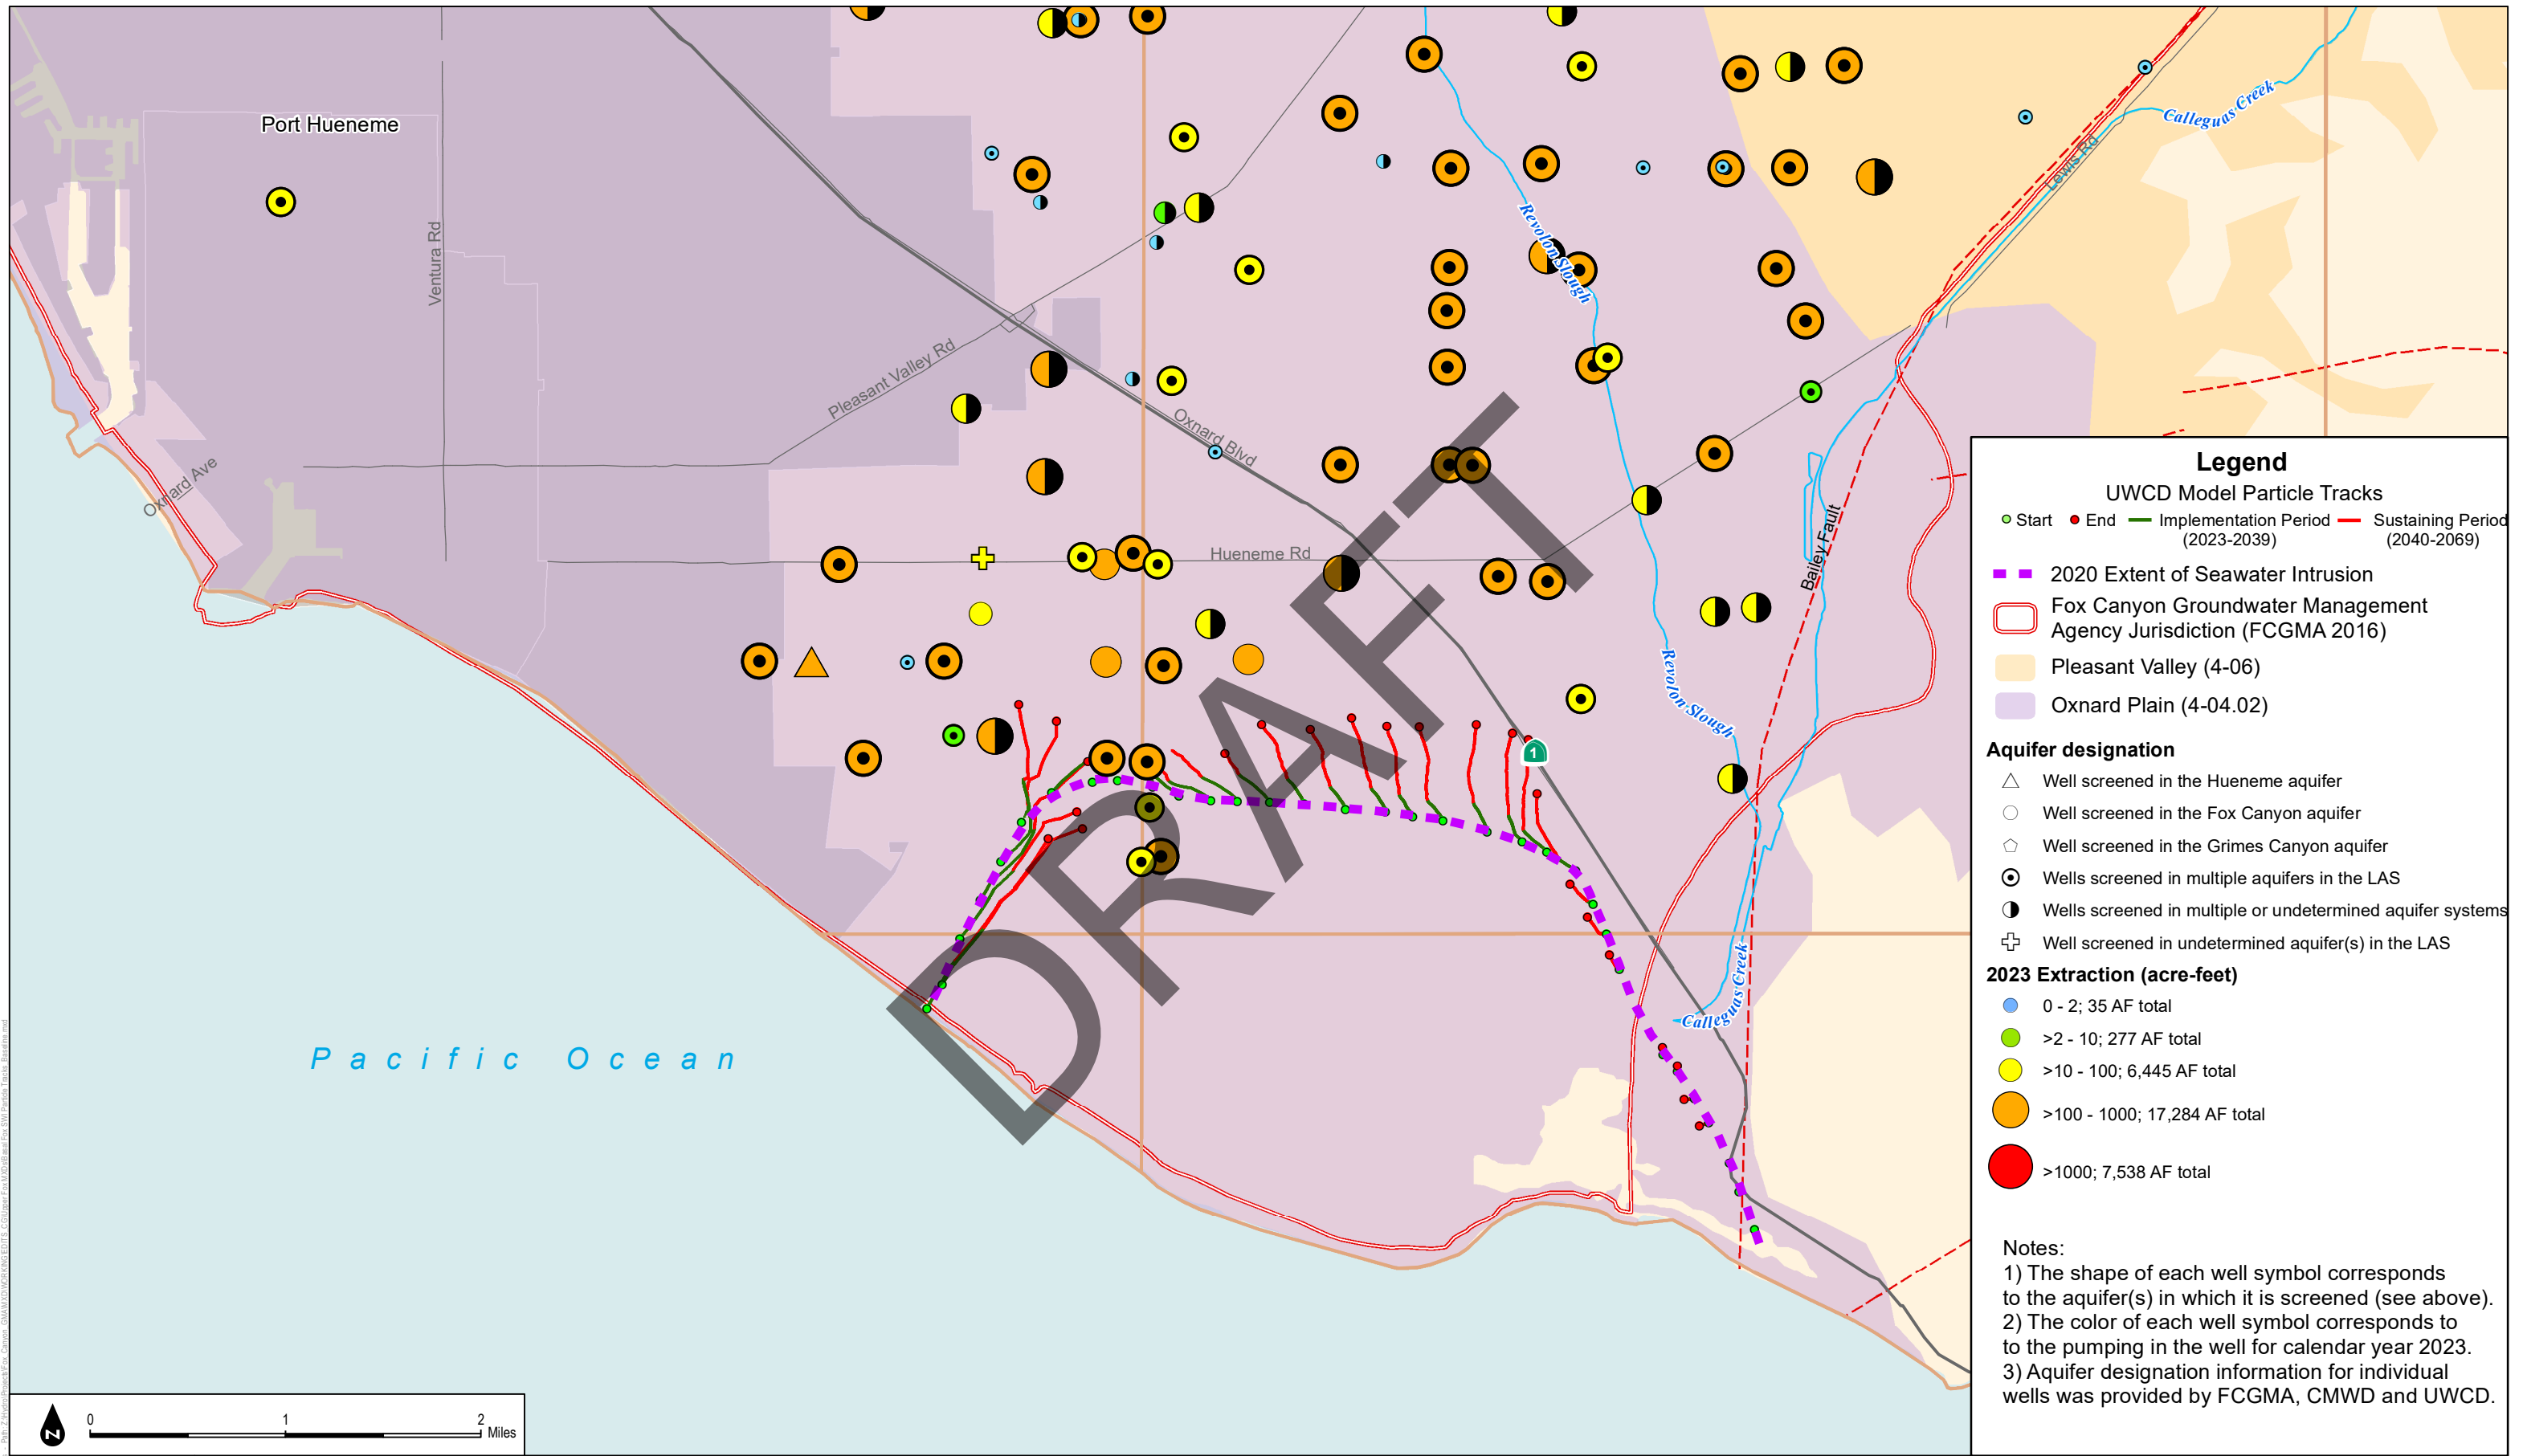 Port Hueneme
Ventura Rd
Oxnard Ave
Pleasant Valley Rd
Oxnard Blvd
Hueneme Rd
Revolon Slough
Revolon Slough
Calleguas Creek
Lewis Rd
Bailey Fault
Calleguas Creek
1
Pacific Ocean
DRAFT
N
0 1 2 Miles
Legend
UWCD Model Particle Tracks
Start End Implementation Period Sustaining Period
(2023-2039) (2040-2069)
2020 Extent of Seawater Intrusion
Fox Canyon Groundwater Management
Agency Jurisdiction (FCGMA 2016)
Pleasant Valley (4-06)
Oxnard Plain (4-04.02)
Aquifer designation
Well screened in the Hueneme aquifer
Well screened in the Fox Canyon aquifer
Well screened in the Grimes Canyon aquifer
Wells screened in multiple aquifers in the LAS
Wells screened in multiple or undetermined aquifer systems
Well screened in undetermined aquifer(s) in the LAS
2023 Extraction (acre-feet)
0 - 2; 35 AF total
>2 - 10; 277 AF total
>10 - 100; 6,445 AF total
>100 - 1000; 17,284 AF total
>1000; 7,538 AF total
Notes:
1) The shape of each well symbol corresponds
to the aquifer(s) in which it is screened (see above).
2) The color of each well symbol corresponds to
to the pumping in the well for calendar year 2023.
3) Aquifer designation information for individual
wells was provided by FCGMA, CMWD and UWCD.